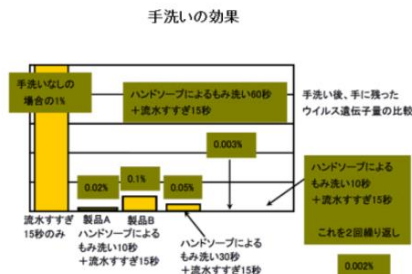 手洗いの効果
手洗いなしの
場合の1%
ハンドソープによるもみ洗い60秒
+流水すすぎ15秒
手洗い後、手に残った
ウイルス遺伝子量の比較
0.003%
0.02%
0.1%
0.05%
ハンドソープによる
もみ洗い10秒
+流水すすぎ15秒
これを2回繰り返し
0.002%
流水すすぎ
15秒のみ
製品A
製品B
ハンドソープによる
もみ洗い10秒
+流水すすぎ15秒
ハンドソープによる
もみ洗い30秒
+流水すすぎ15秒